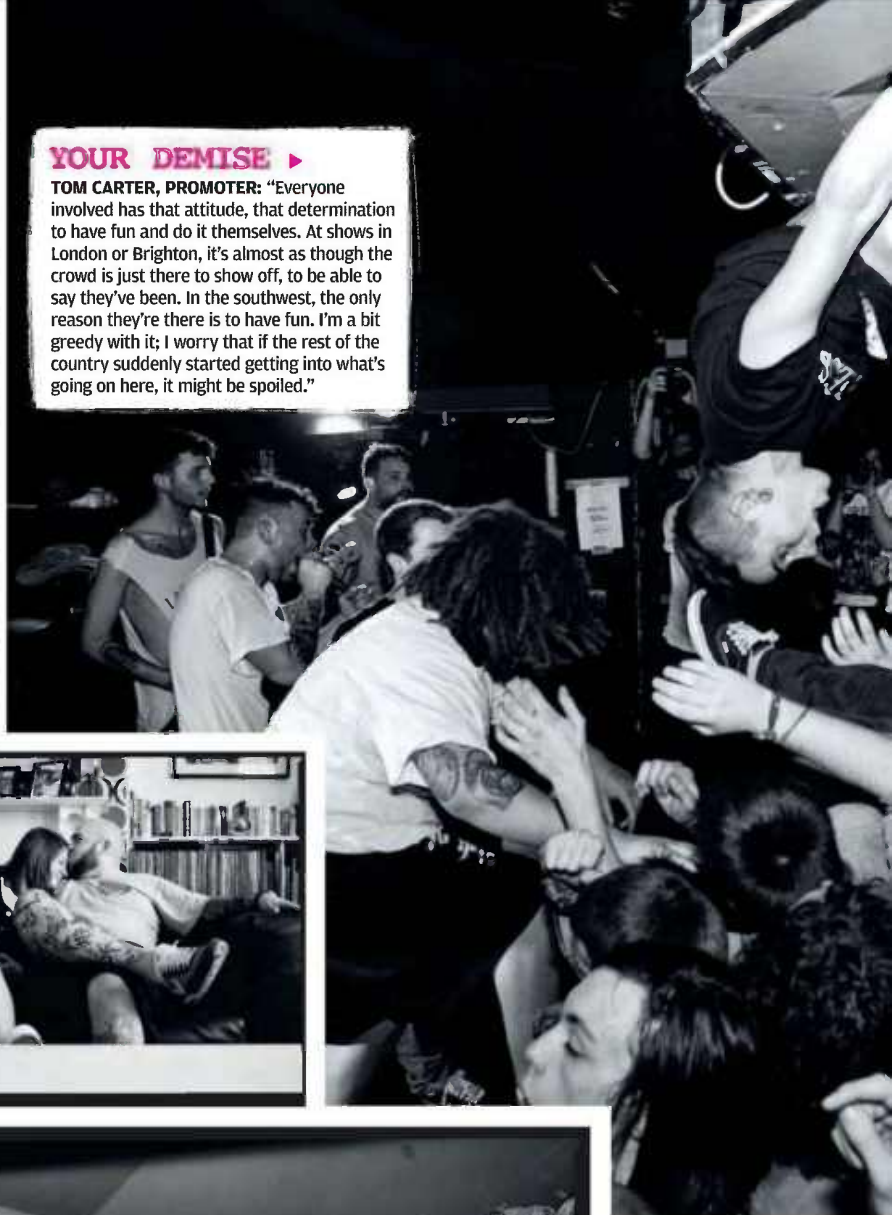 YOUR DEMISE ▶
TOM CARTER, PROMOTER: “Everyone
involved has that attitude, that determination
to have fun and do it themselves. At shows in
London or Brighton, it’s almost as though the
crowd is just there to show off, to be able to
say they’ve been. In the southwest, the only
reason they’re there is to have fun. I’m a bit
greedy with it; I worry that if the rest of the
country suddenly started getting into what’s
going on here, it might be spoiled.”